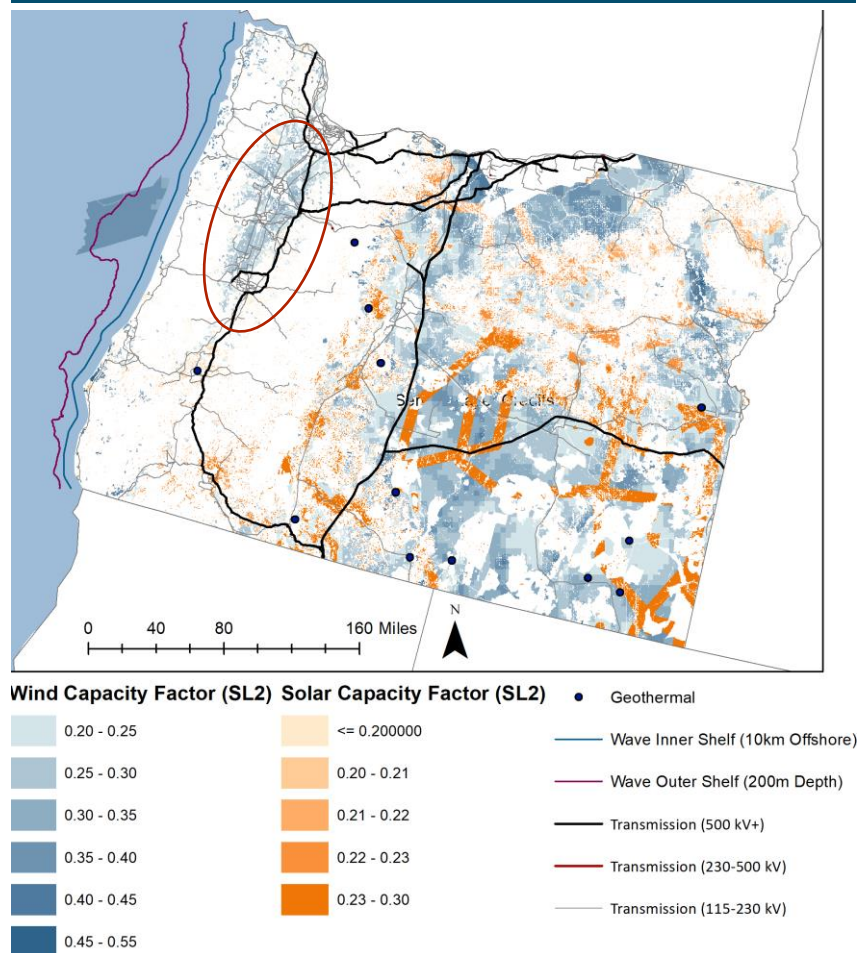 N
0 40 80 160 Miles
Wind Capacity Factor (SL2)
0.20 - 0.25
0.25 - 0.30
0.30 - 0.35
0.35 - 0.40
0.40 - 0.45
0.45 - 0.55
Solar Capacity Factor (SL2)
<= 0.200000
0.20 - 0.21
0.21 - 0.22
0.22 - 0.23
0.23 - 0.30
Geothermal
Wave Inner Shelf (10km Offshore)
Wave Outer Shelf (200m Depth)
Transmission (500 kV+)
Transmission (230-500 kV)
Transmission (115-230 kV)